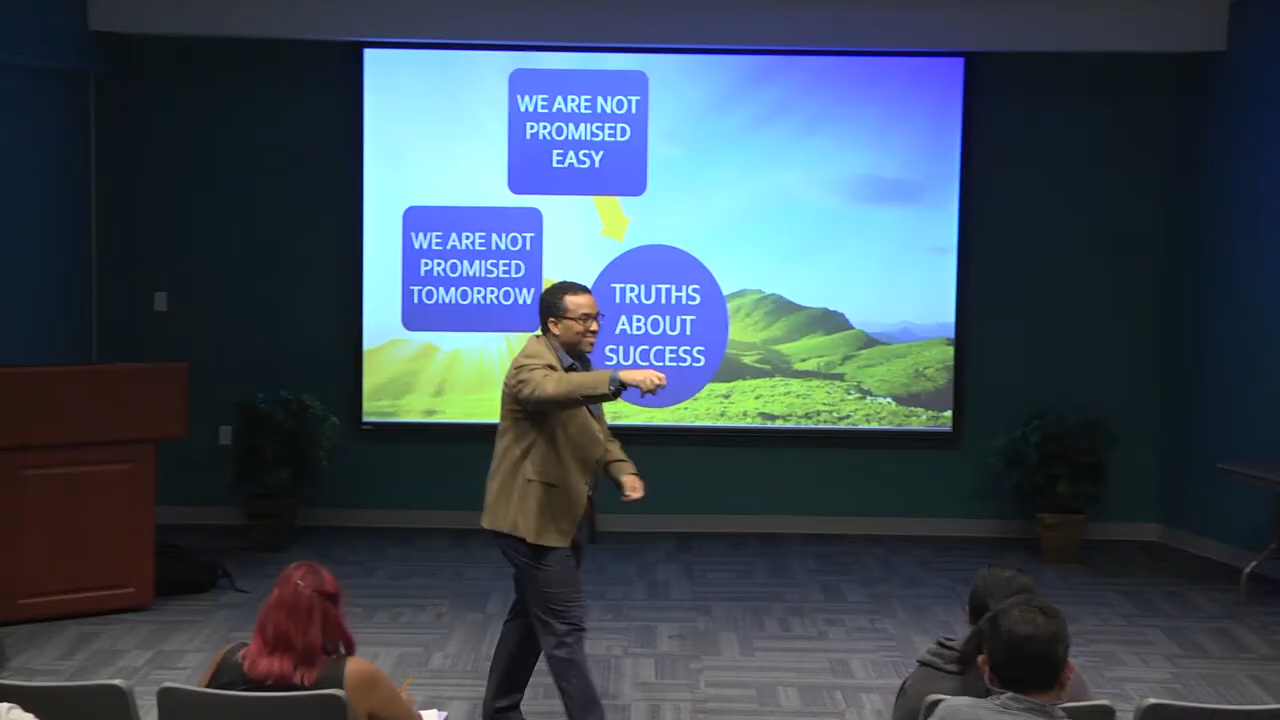 WE ARE NOT
PROMISED
EASY
WE ARE NOT
PROMISED
TOMORROW
TRUTHS
ABOUT
SUCCESS